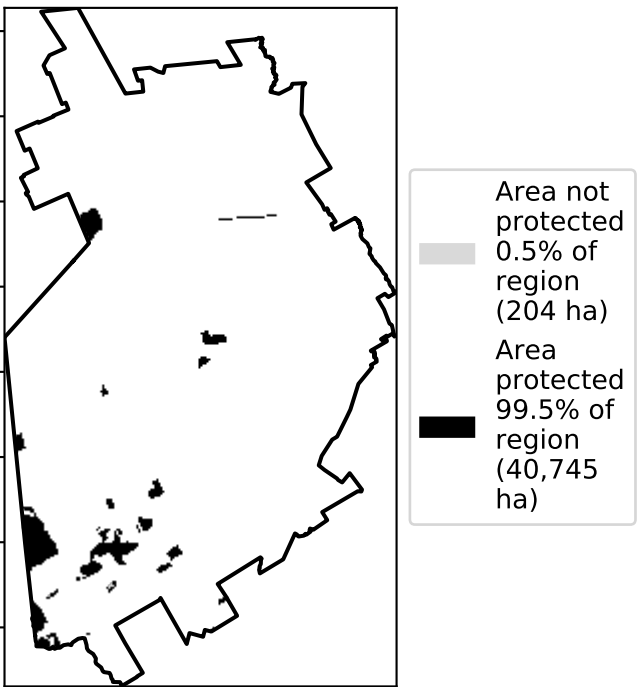 Area not
protected
0.5% of
region
(204 ha)
Area
protected
99.5% of
region
(40,745
ha)